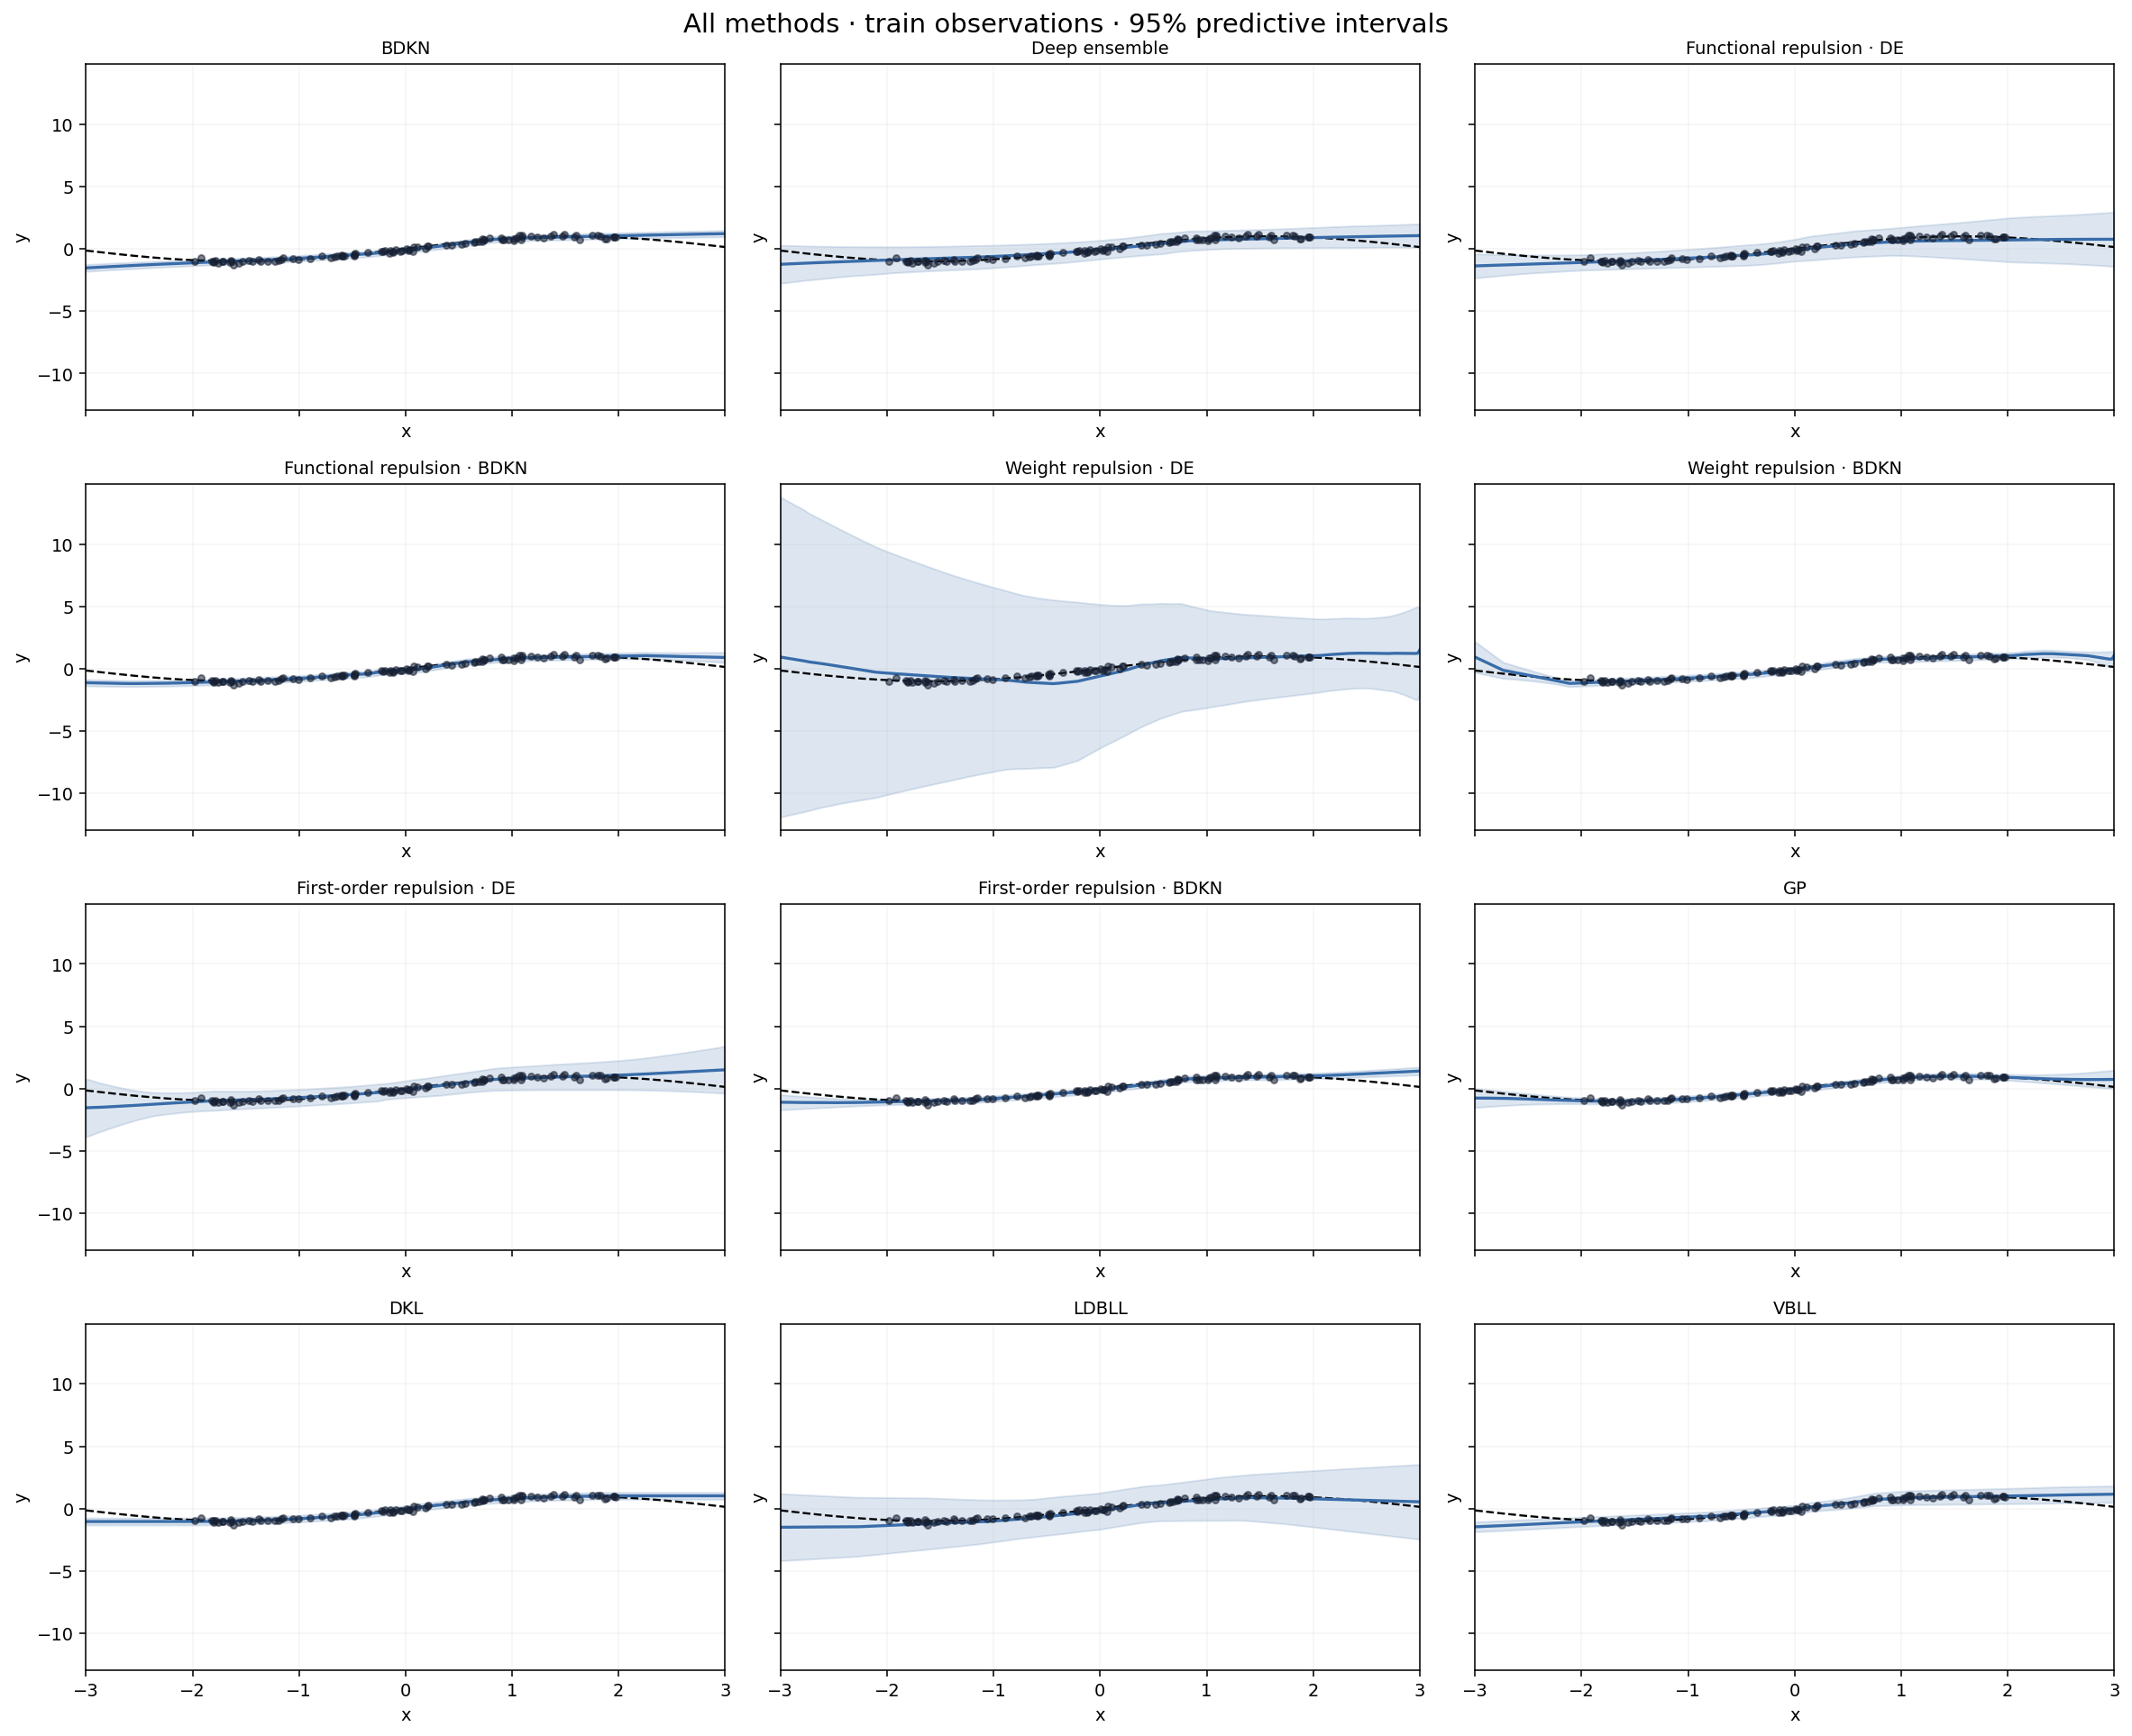 All methods · train observations · 95% predictive intervals
BDKN
Deep ensemble
Functional repulsion · DE
10
5
0
−5
−10
y
y
y
x
x
x
Functional repulsion · BDKN
Weight repulsion · DE
Weight repulsion · BDKN
10
5
0
−5
−10
y
y
y
x
x
x
First-order repulsion · DE
First-order repulsion · BDKN
GP
10
5
0
−5
−10
y
y
y
x
x
x
DKL
LDBLL
VBLL
10
5
0
−5
−10
y
y
y
−3 −2 −1 0 1 2 3
−3 −2 −1 0 1 2 3
−3 −2 −1 0 1 2 3
x
x
x